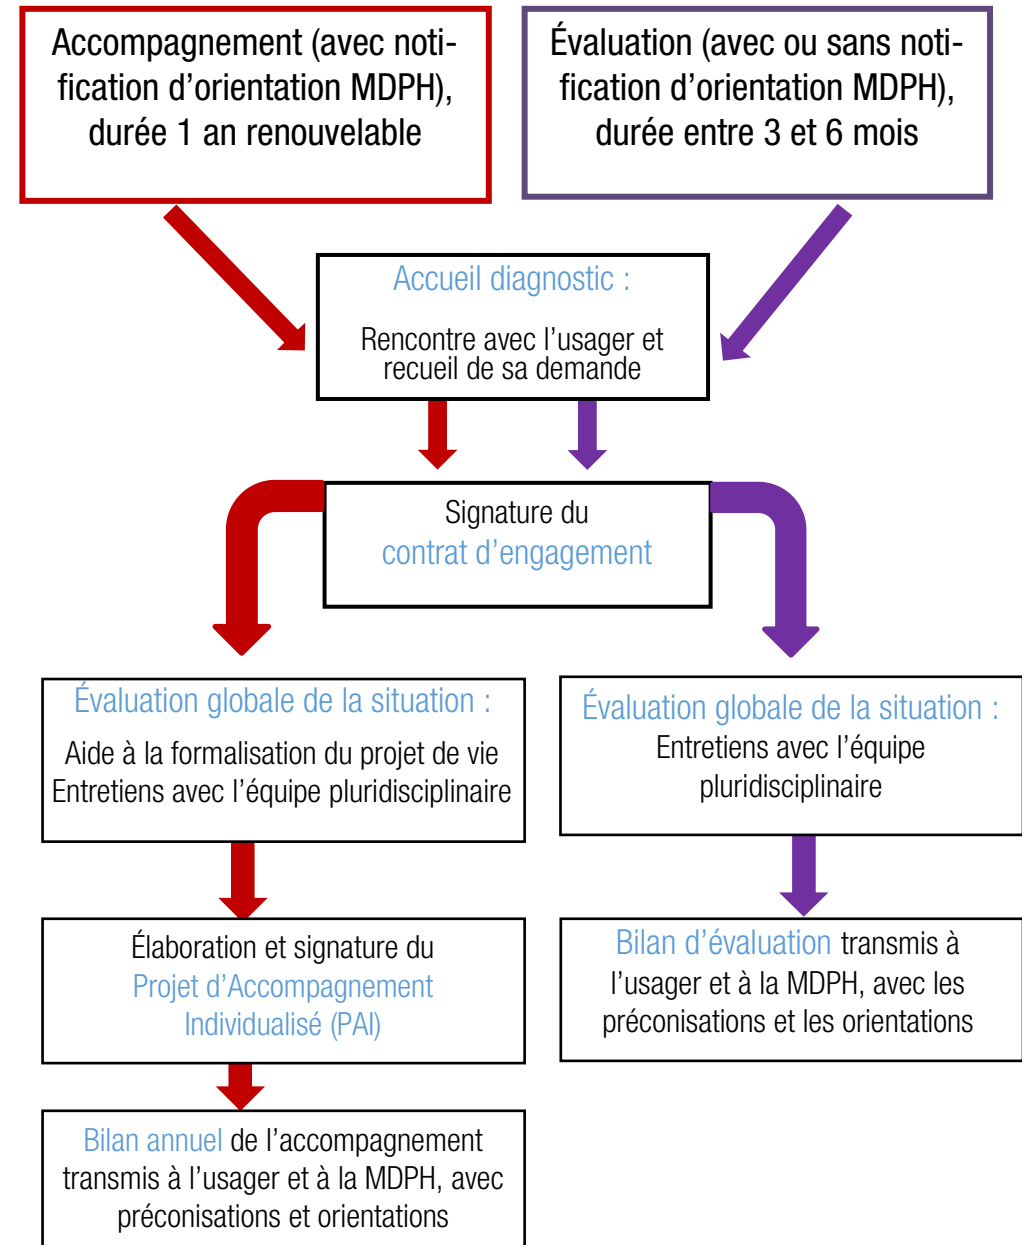 Accompagnement (avec noti-
fication d’orientation MDPH),
durée 1 an renouvelable
Évaluation (avec ou sans noti-
fication d’orientation MDPH),
durée entre 3 et 6 mois
Accueil diagnostic :
Rencontre avec l’usager et
recueil de sa demande
Signature du
contrat d’engagement
Évaluation globale de la situation :
Aide à la formalisation du projet de vie
Entretiens avec l’équipe pluridisciplinaire
Évaluation globale de la situation :
Entretiens avec l’équipe
pluridisciplinaire
Élaboration et signature du
Projet d’Accompagnement
Individualisé (PAI)
Bilan d’évaluation transmis à
l’usager et à la MDPH, avec les
préconisations et les orientations
Bilan annuel de l’accompagnement
transmis à l’usager et à la MDPH, avec
préconisations et orientations